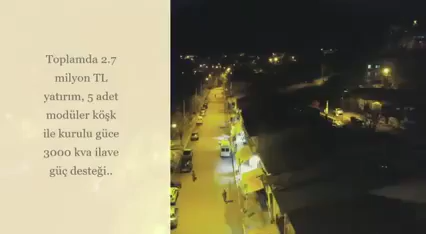 Toplamda 2.7
milyon TL
yatırım, 5 adet
modüler köşk
ile kurulu güce
3000 kva ilave
güç desteği..